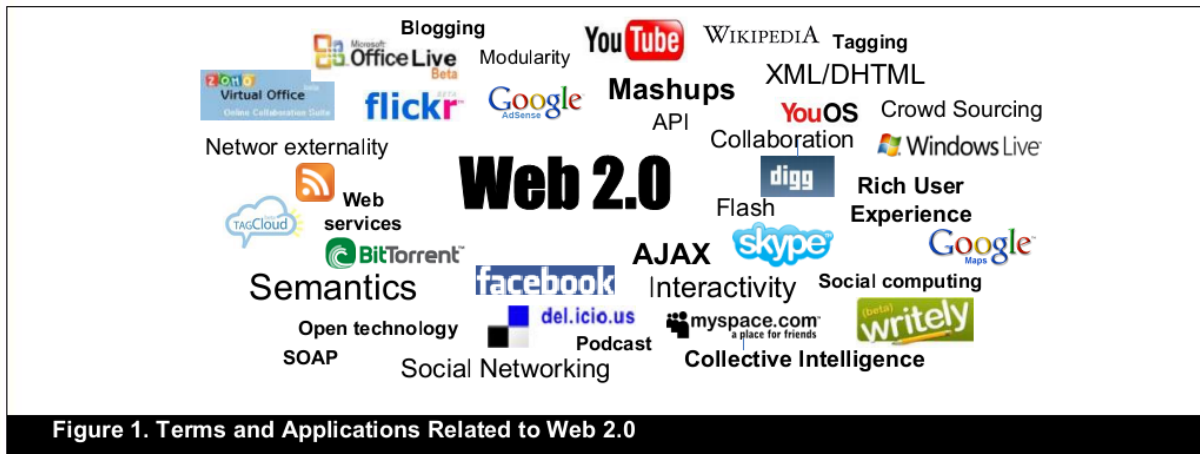 Blogging
Microsoft
Office Live
Beta
Modularity
YouTube
WIKIPEDIA
Tagging
XML/DHTML
ZOHO
Virtual Office beta
Online Collaboration Suite
flickr
BETA
Google
AdSense
Mashups
API
YouOS
Crowd Sourcing
Networ externality
Collaboration
Windows Live
Web 2.0
digg
Rich User
Experience
Web
services
TAGCloud
beta
Flash
BitTorrent
AJAX
skype
Google
Maps
Semantics
facebook
Interactivity
Social computing
Open technology
del.icio.us
myspace.com
a place for friends
(beta)
writely
Podcast
SOAP
Social Networking
Collective Intelligence
Figure 1. Terms and Applications Related to Web 2.0